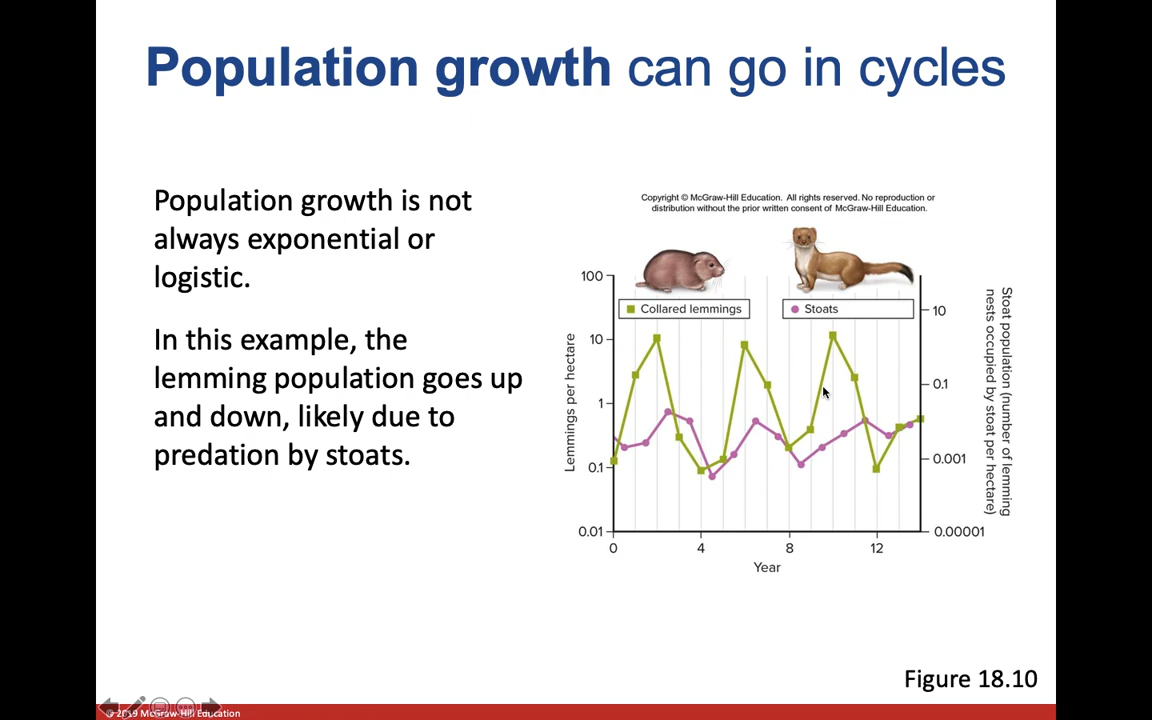 Population growth can go in cycles
Population growth is not
always exponential or
logistic.
In this example, the
lemming population goes up
and down, likely due to
predation by stoats.
Copyright © McGraw-Hill Education. All rights reserved. No reproduction or
distribution without the prior written consent of McGraw-Hill Education.
Collared lemmings
Stoats
Lemmings per hectare
100
10
1
0.1
0.01
10
0.1
0.001
0.00001
Stoat population (number of lemming
nests occupied by stoat per hectare)
0 4 8 12
Year
Figure 18.10
© 2019 McGraw-Hill Education